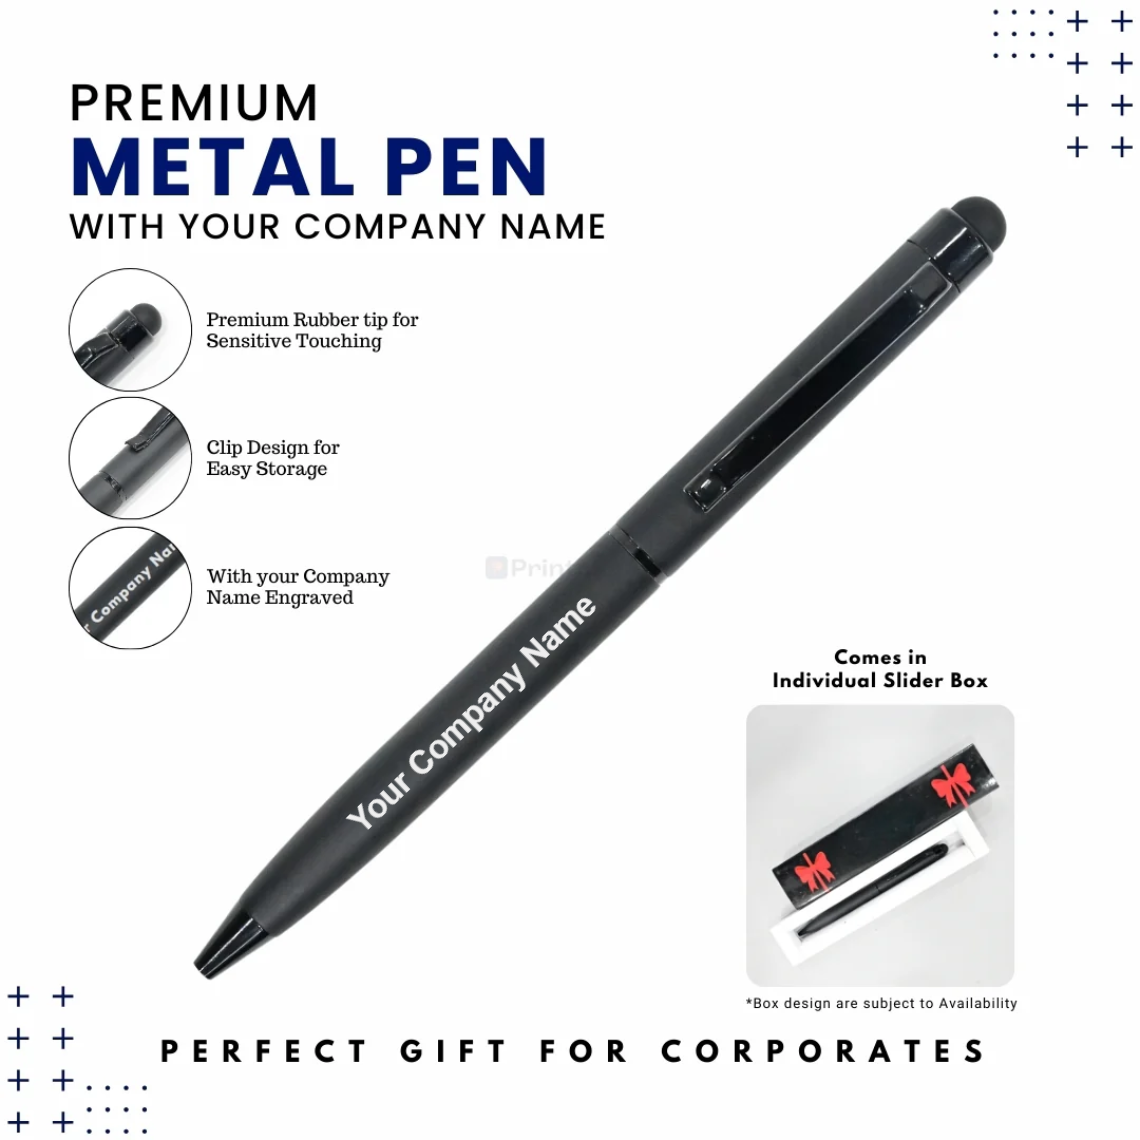 PREMIUM
METAL PEN
WITH YOUR COMPANY NAME
Premium Rubber tip for
Sensitive Touching
Clip Design for
Easy Storage
Company Na
With your Company
Name Engraved
Your Company Name
Comes in
Individual Slider Box
*Box design are subject to Availability
PERFECT GIFT FOR CORPORATES